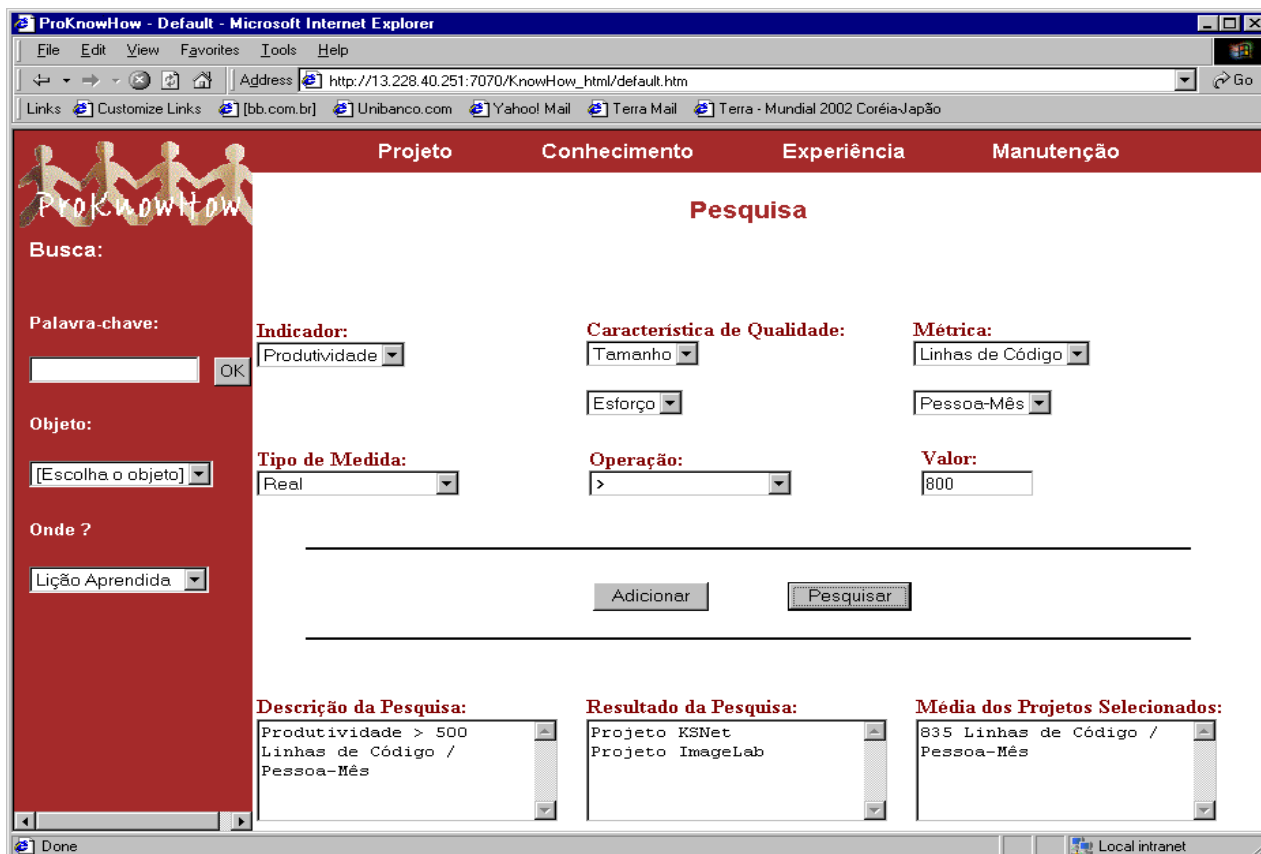 ProKnowHow - Default - Microsoft Internet Explorer
File Edit View Favorites Tools Help
Address http://13.228.40.251:7070/KnowHow_html/default.htm Go
Links Customize Links [bb.com.br] Unibanco.com Yahoo! Mail Terra Mail Terra - Mundial 2002 Coréia-Japão
ProKnowHow
Projeto Conhecimento Experiência Manutenção
Pesquisa
Busca:
Palavra-chave:
OK
Objeto:
[Escolha o objeto]
Onde ?
Lição Aprendida
Indicador: Característica de Qualidade: Métrica:
Produtividade Tamanho Linhas de Código
Esforço Pessoa-Mês
Tipo de Medida: Operação: Valor:
Real > 800
Adicionar Pesquisar
Descrição da Pesquisa:
Produtividade > 500
Linhas de Código /
Pessoa-Mês
Resultado da Pesquisa:
Projeto KSNet
Projeto ImageLab
Média dos Projetos Selecionados:
835 Linhas de Código /
Pessoa-Mês
Done Local intranet